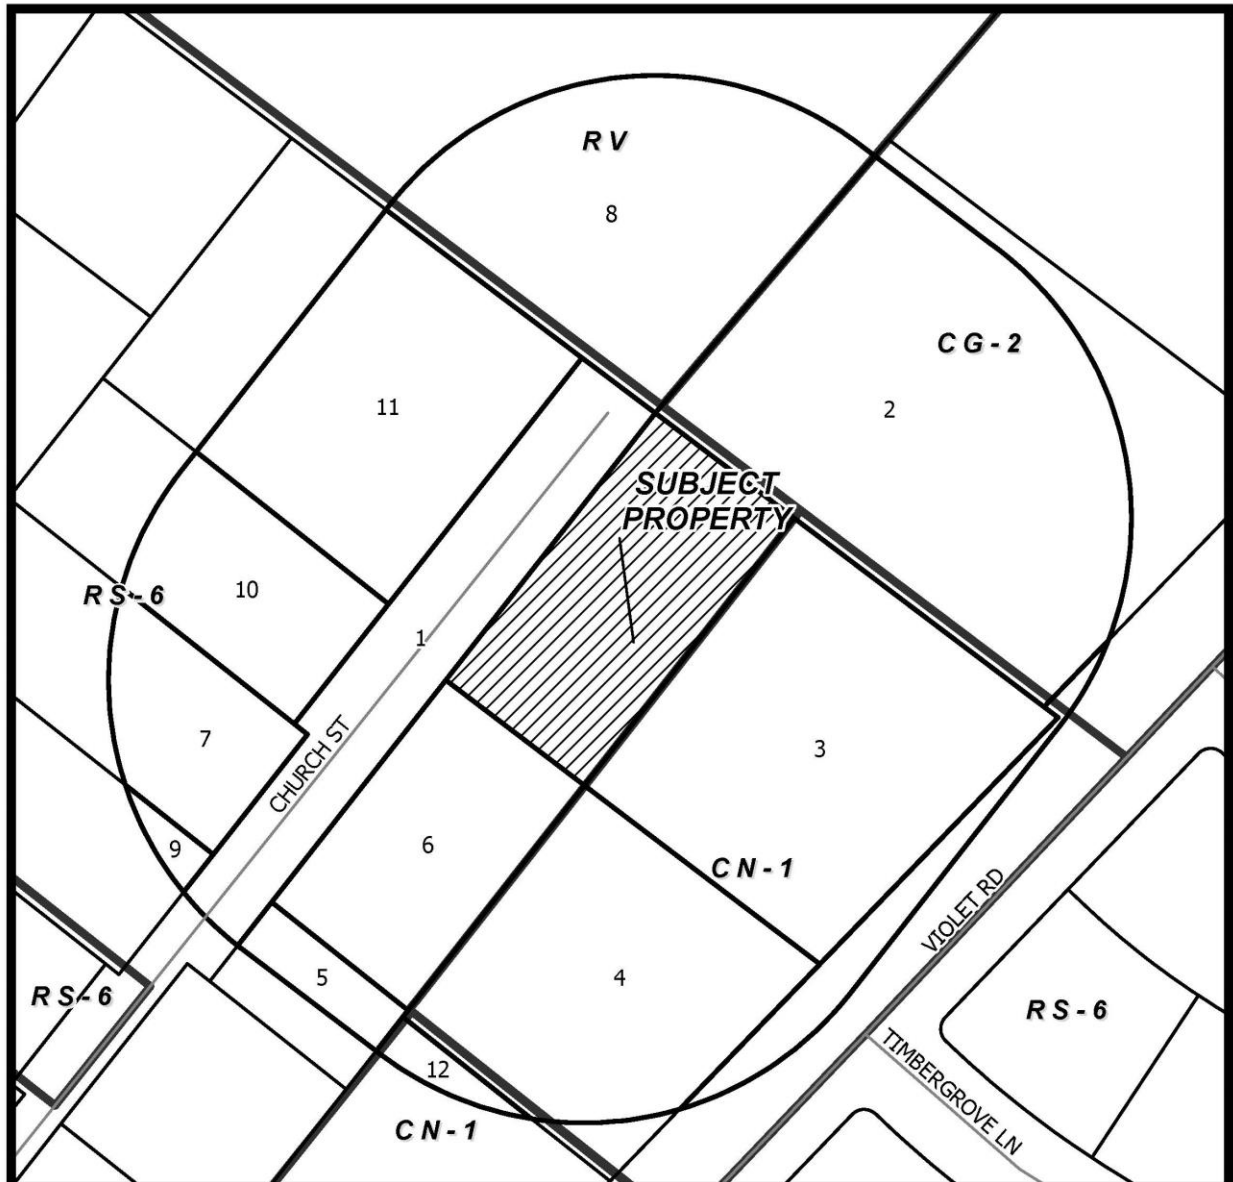 RV
8
CG-2
11
2
SUBJECT
PROPERTY
RS-6
10
1
7
CHURCH ST
3
9
6
CN-1
VIOLET RD
5
4
RS-6
RS-6
TIMBERGROVE LN
12
CN-1